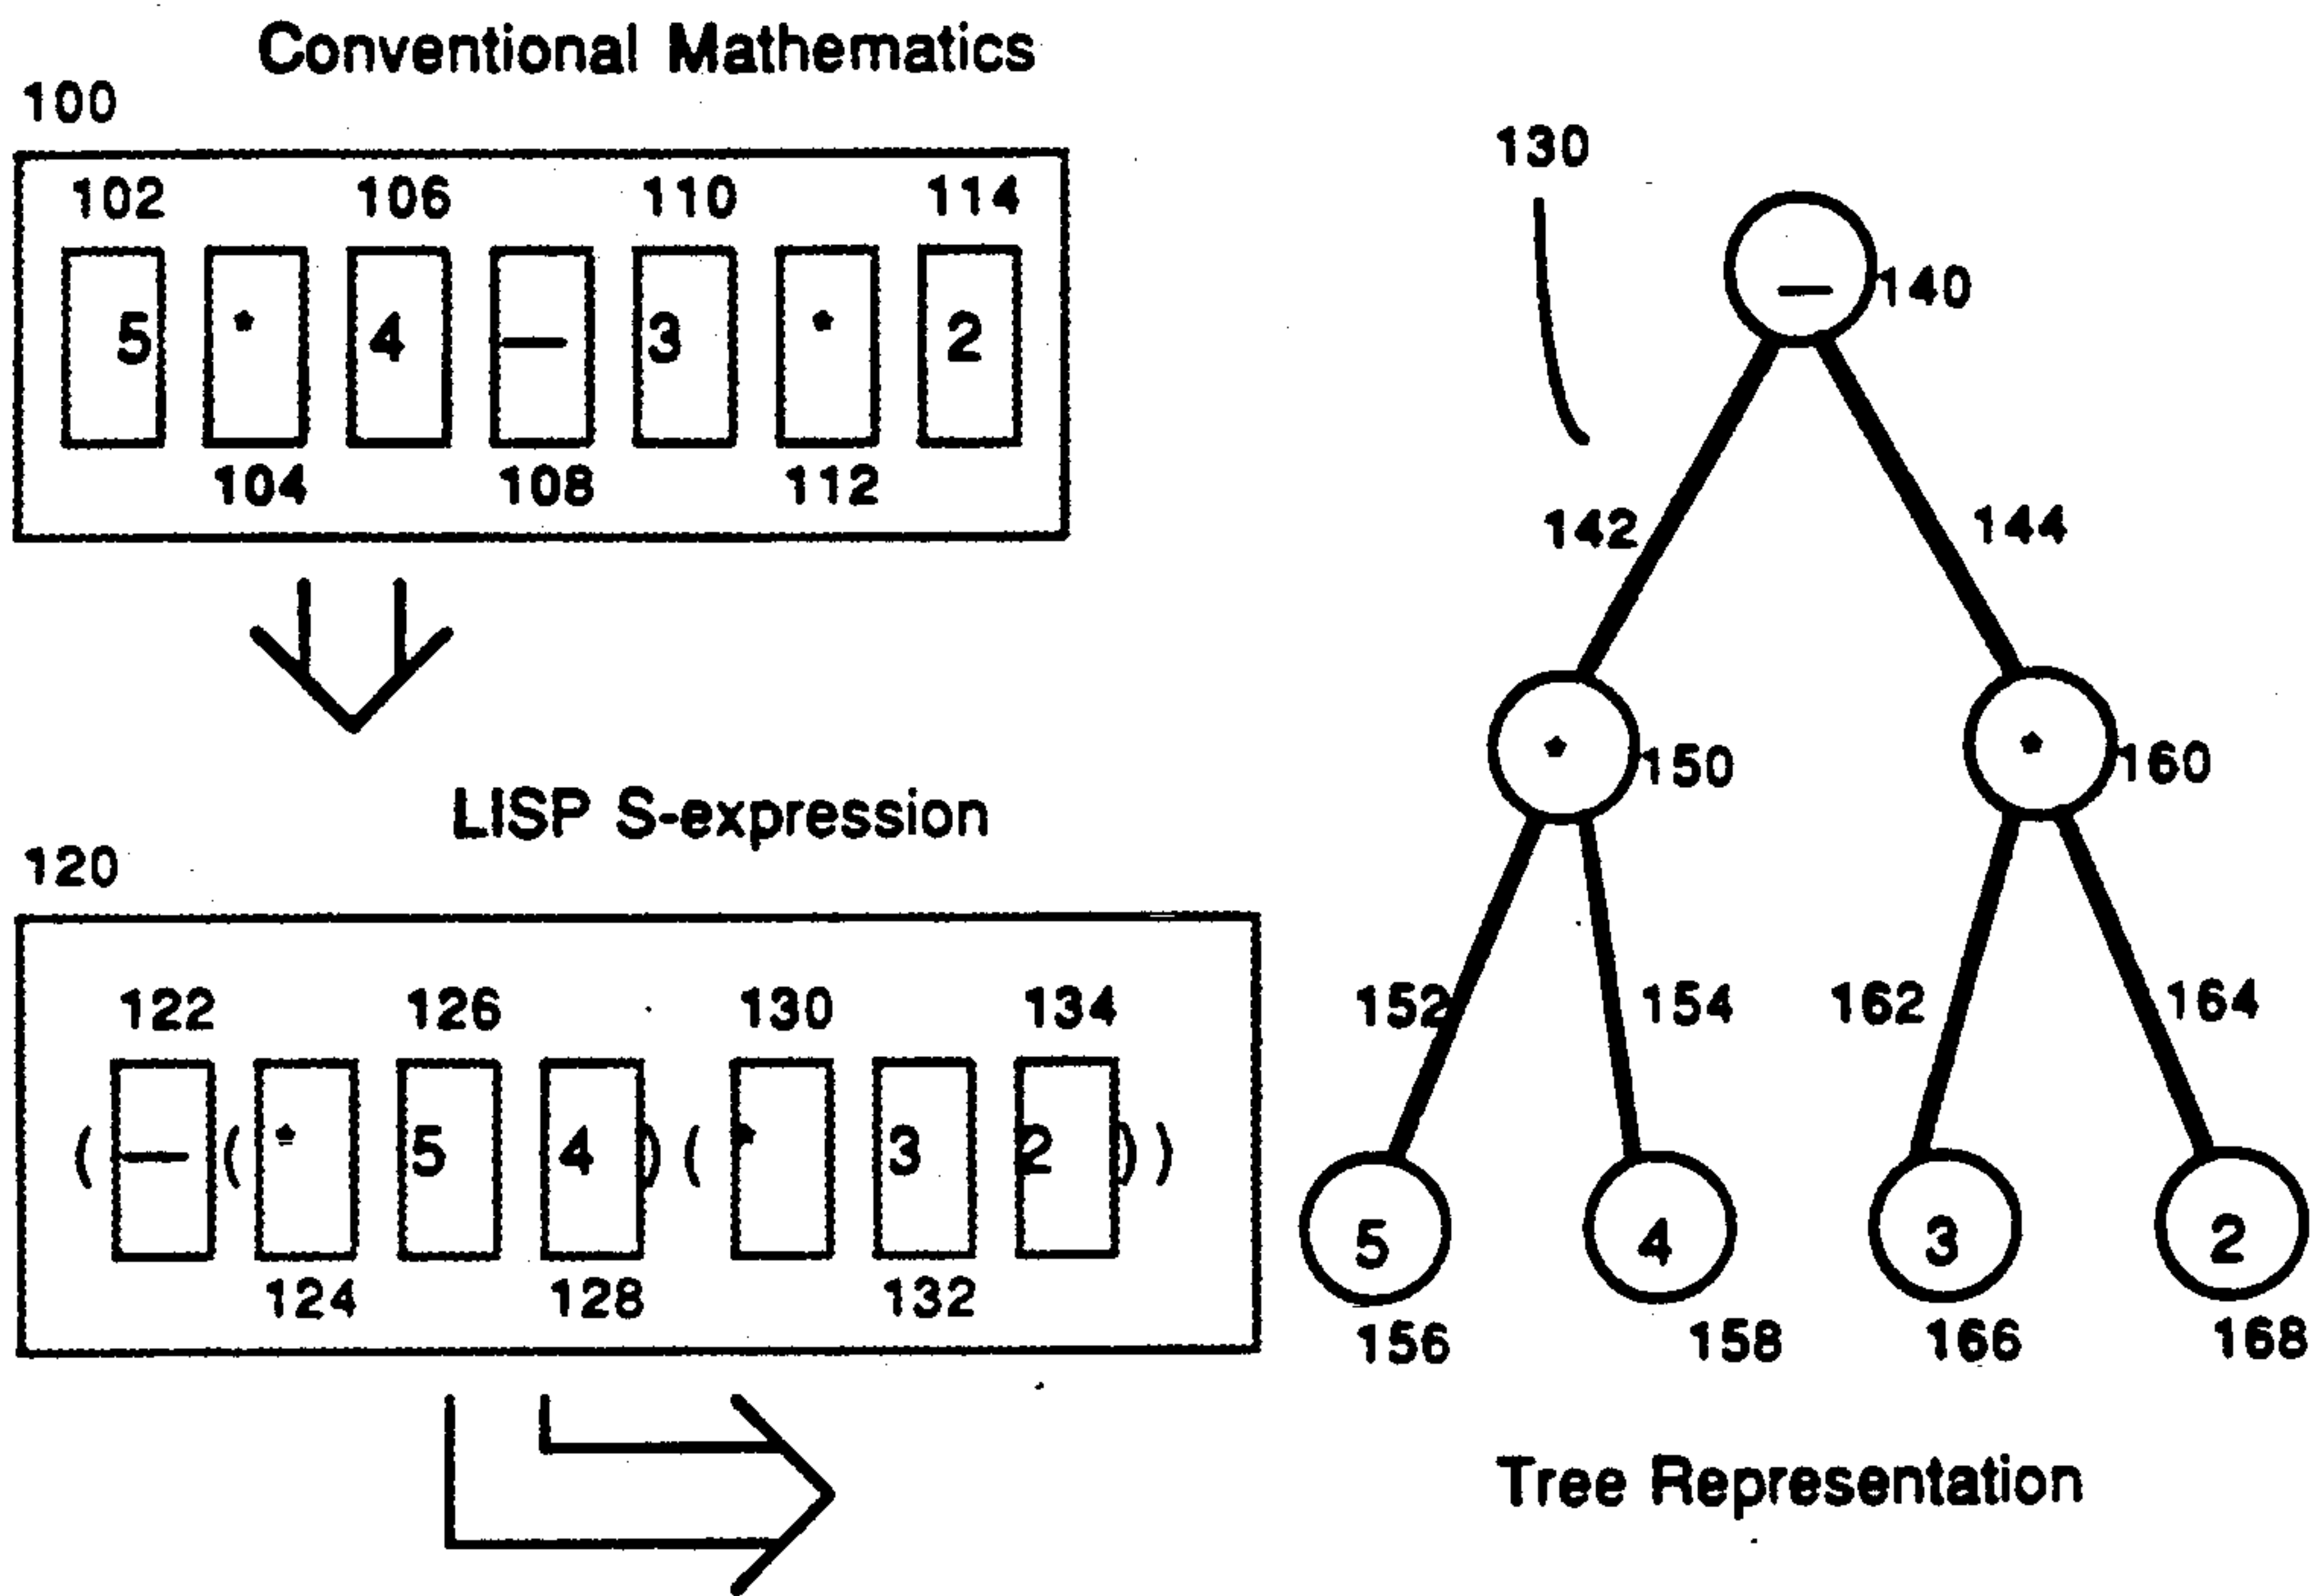 Conventional Mathematics
100
102 106 110 114
5 * 4 — 3 * 2
104 108 112
LISP S-expression
120
122 126 130 134
( — ( * 5 4 ) ( * 3 2 ) )
124 128 132
130
— 140
142 144
* 150 * 160
152 154 162 164
5 4 3 2
156 158 166 168
Tree Representation